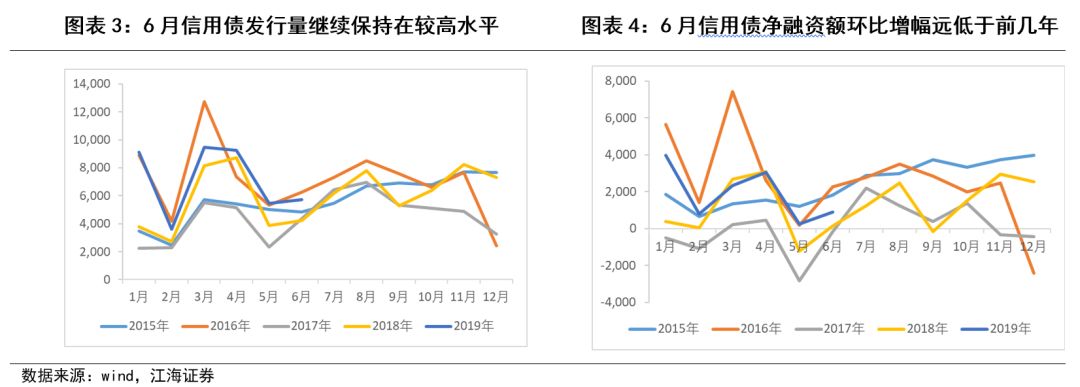 图表 3：6 月信用债发行量继续保持在较高水平
14,000
12,000
10,000
8,000
6,000
4,000
2,000
0
1月 2月 3月 4月 5月 6月 7月 8月 9月 10月 11月 12月
2015年 2016年 2017年 2018年 2019年
图表 4：6 月信用债净融资额环比增幅远低于前几年
8,000
6,000
4,000
2,000
0
-2,000
-4,000
1月 2月 3月 4月 5月 6月 7月 8月 9月 10月 11月 12月
2015年 2016年 2017年 2018年 2019年
数据来源：wind，江海证券